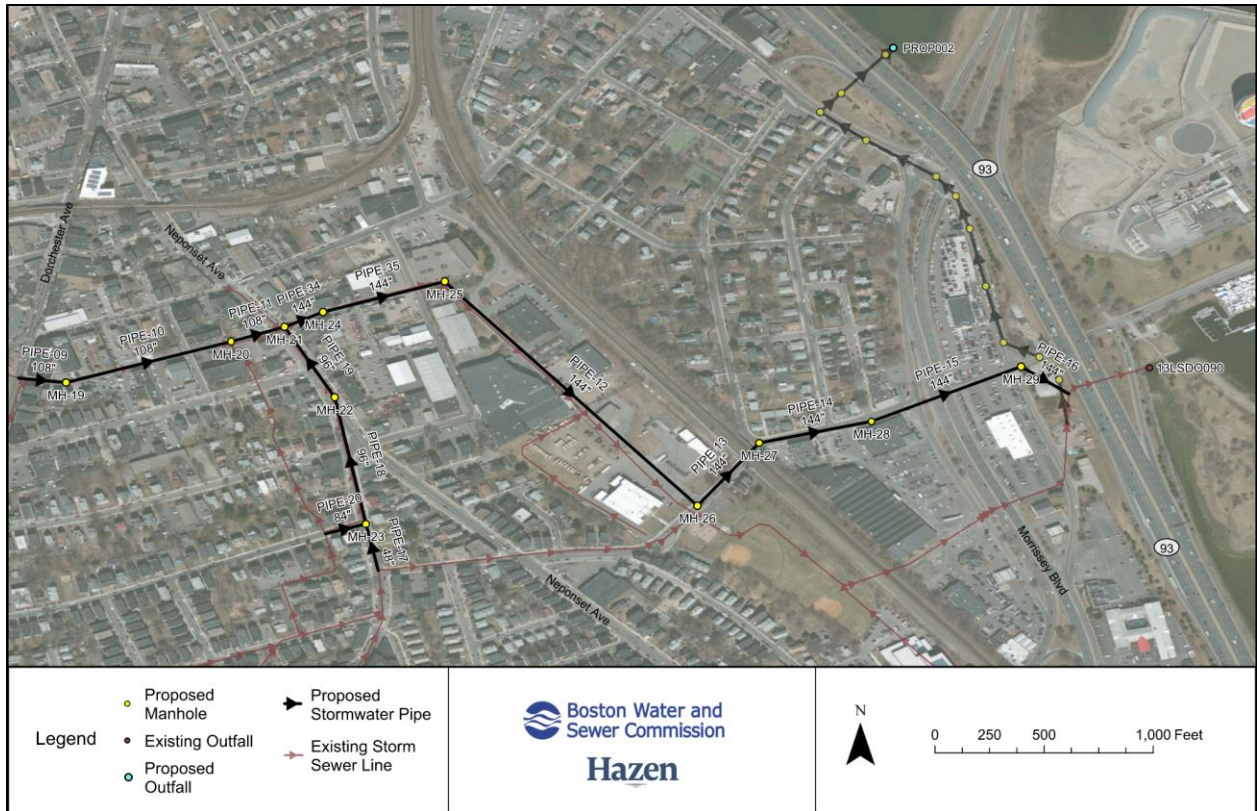 PROP002
93
Dorchester Ave
Neponset Ave
PIPE-35
144"
MH-25
PIPE-34
144"
PIPE-11
108"
MH-24
MH-21
PIPE-10
108"
MH-20
PIPE-09
108"
MH-19
PIPE-19
96"
MH-22
PIPE-12
144"
PIPE-16
144"
PIPE-15
144"
MH-29
13LSDO090
PIPE-14
144"
MH-28
MH-27
PIPE-13
144"
MH-26
PIPE-18
96"
PIPE-20
84"
MH-23
PIPE-17
48"
Neponset Ave
Morrissey Blvd
93
Legend
Proposed
Manhole
Existing Outfall
Proposed
Outfall
Proposed
Stormwater Pipe
Existing Storm
Sewer Line
Boston Water and
Sewer Commission
Hazen
N
0 250 500 1,000 Feet